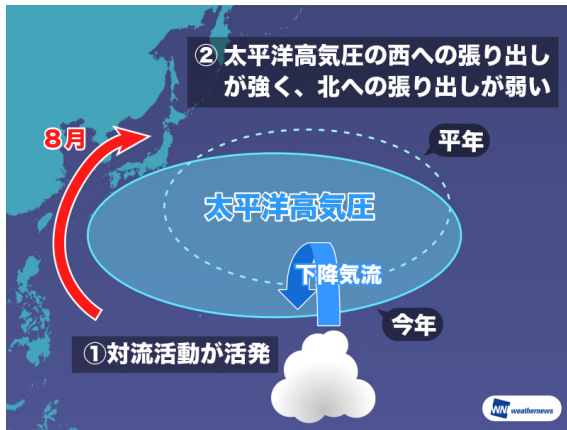 ② 太平洋高気圧の西への張り出し
が強く、北への張り出しが弱い
8月
平年
太平洋高気圧
下降気流
今年
①対流活動が活発
WNI weathernews